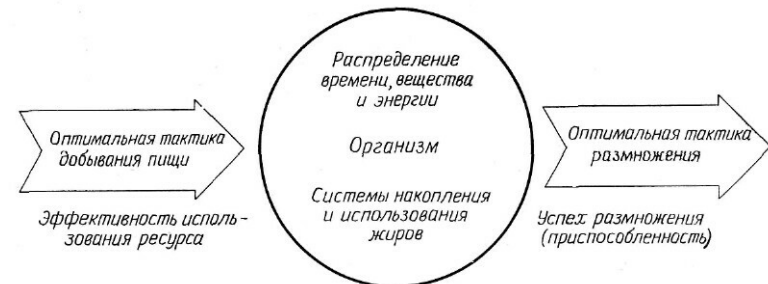 Распределение
времени, вещества
и энергии
Организм
Системы накопления
и использования
жиров
Оптимальная тактика
добывания пищи
Эффективность исполь-
зования ресурса
Оптимальная тактика
размножения
Успех размножения
(приспособленность)